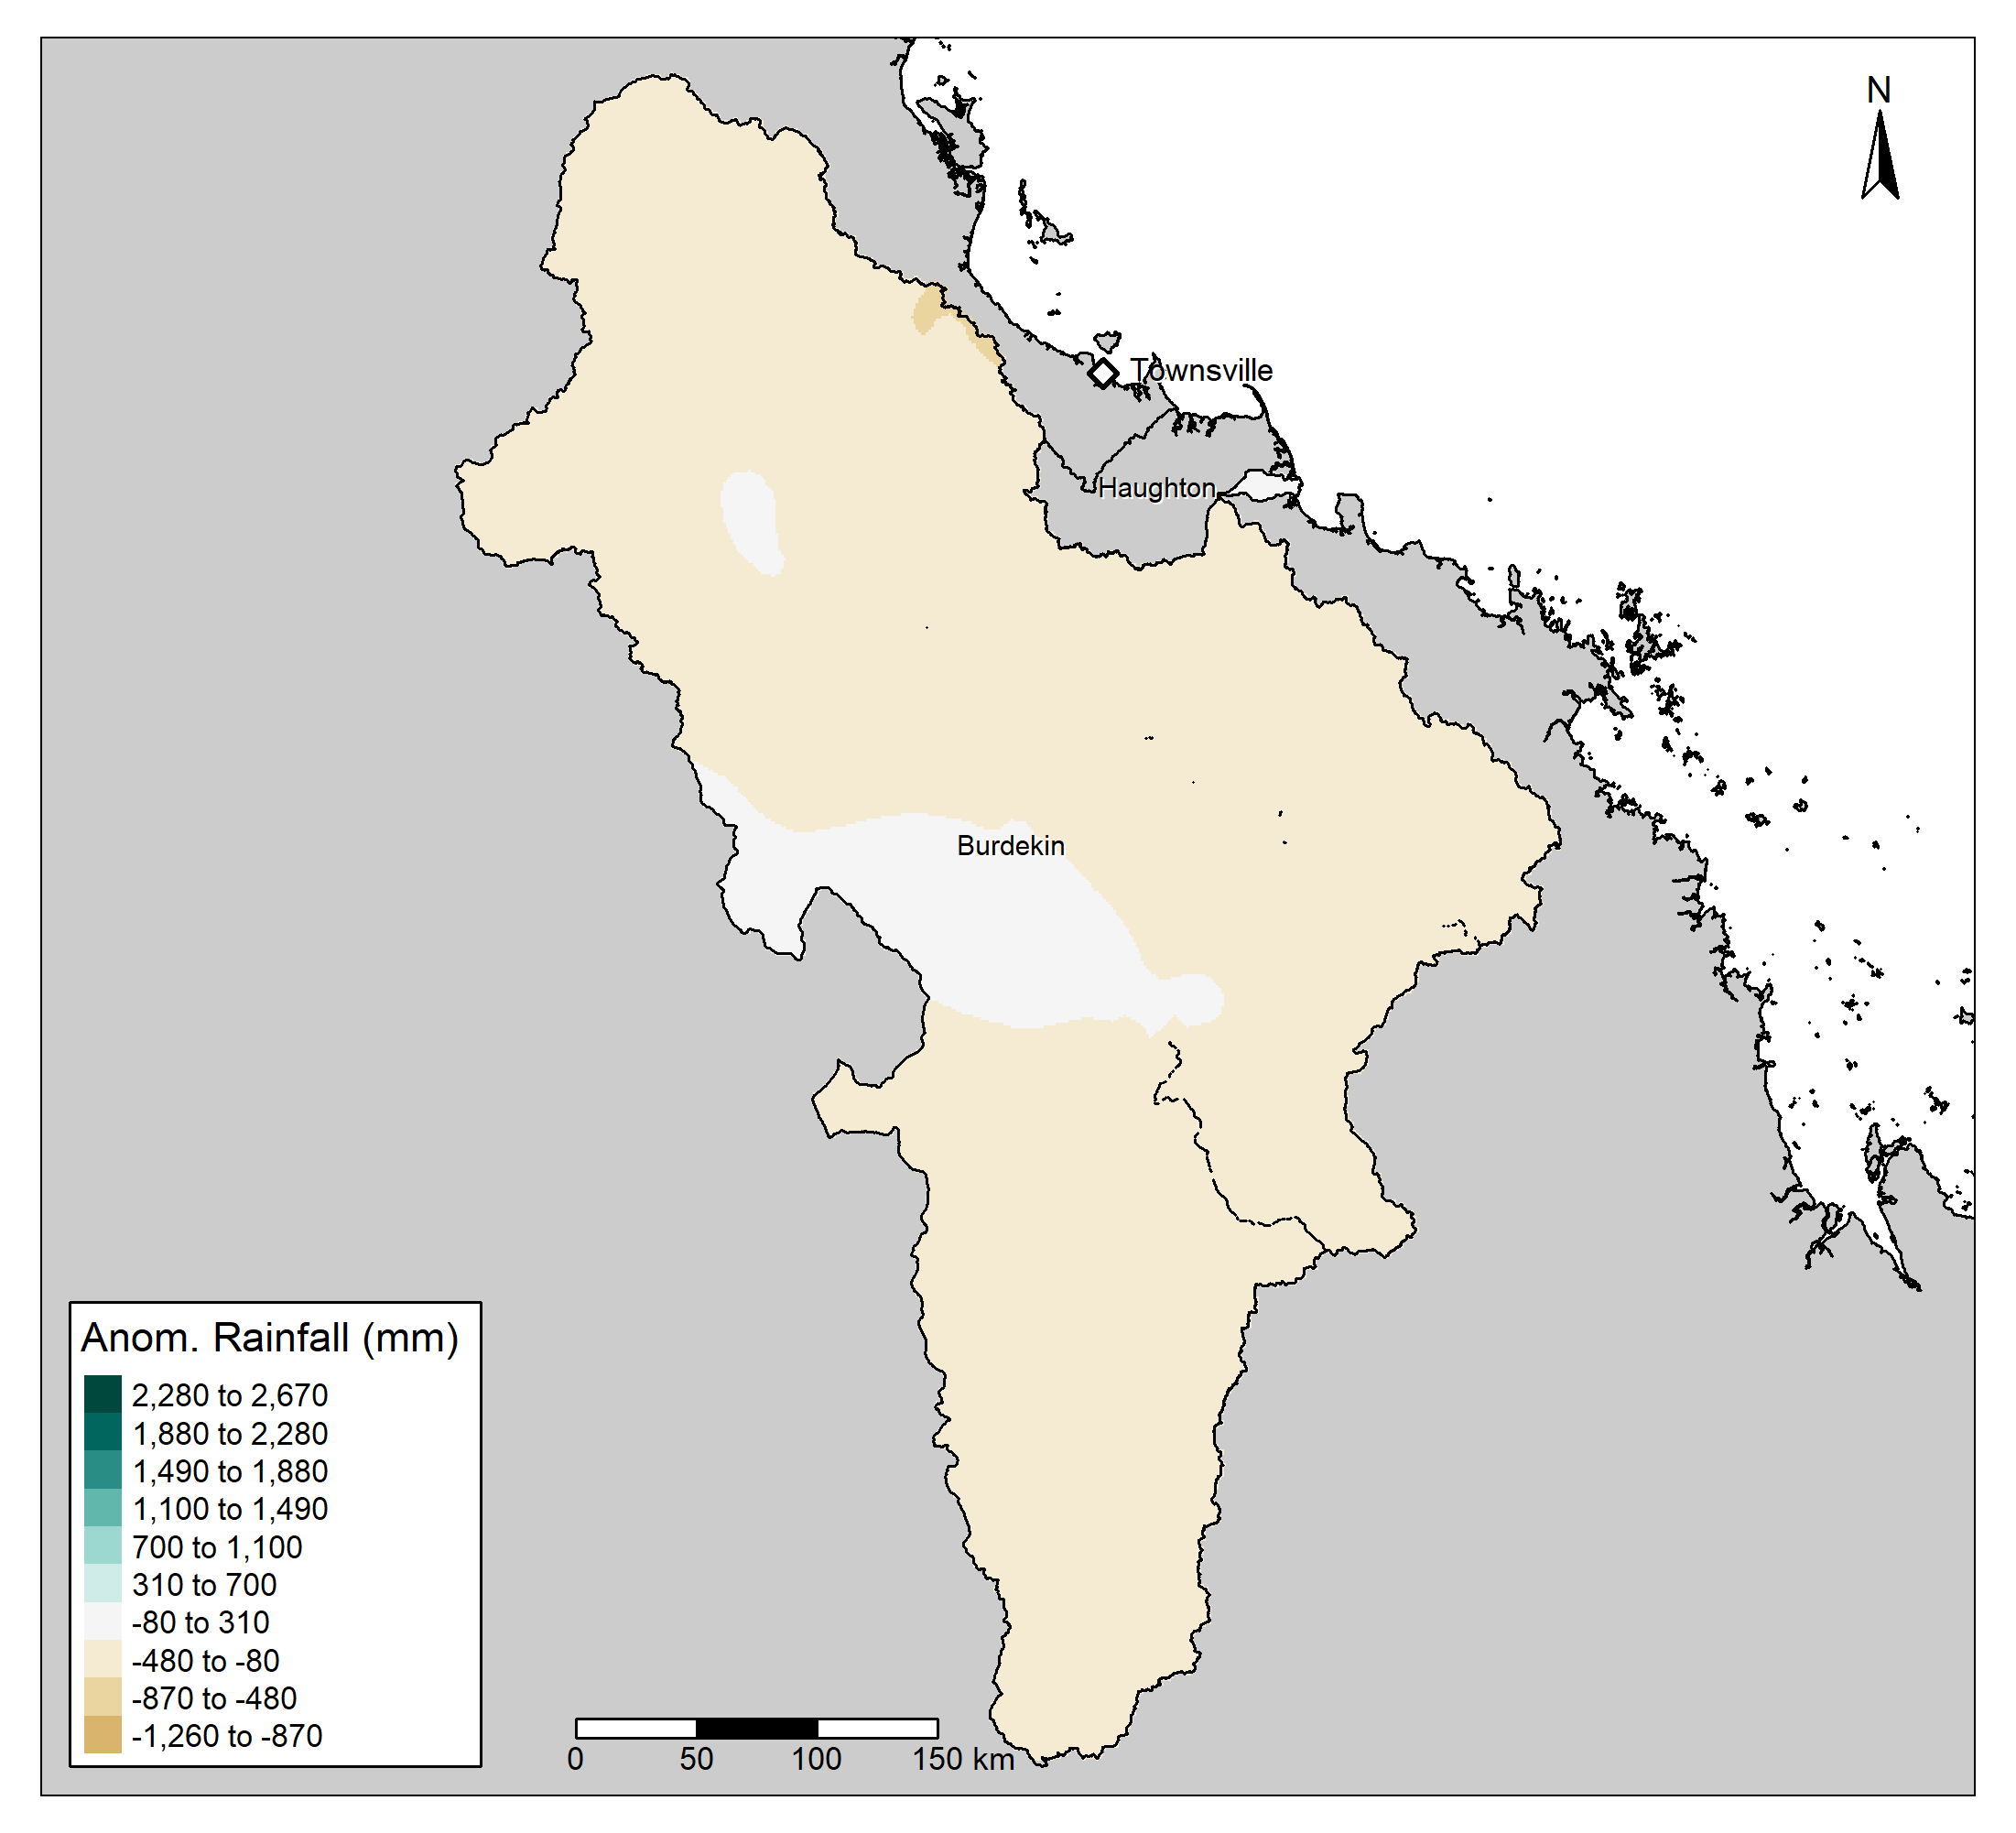 N
Townsville
Haughton
Burdekin
Anom. Rainfall (mm)
2,280 to 2,670
1,880 to 2,280
1,490 to 1,880
1,100 to 1,490
700 to 1,100
310 to 700
-80 to 310
-480 to -80
-870 to -480
-1,260 to -870
0 50 100 150 km